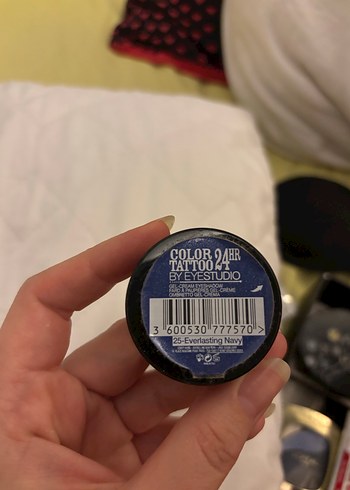 COLOR 24HR
TATTOO
BY EYESTUDIO
GEL-CREAM EYESHADOW
FARD À PAUPIÈRES GEL-CRÈME
OMBRETTO GEL-CREMA
3 600530 777570 >
25-Everlasting Navy